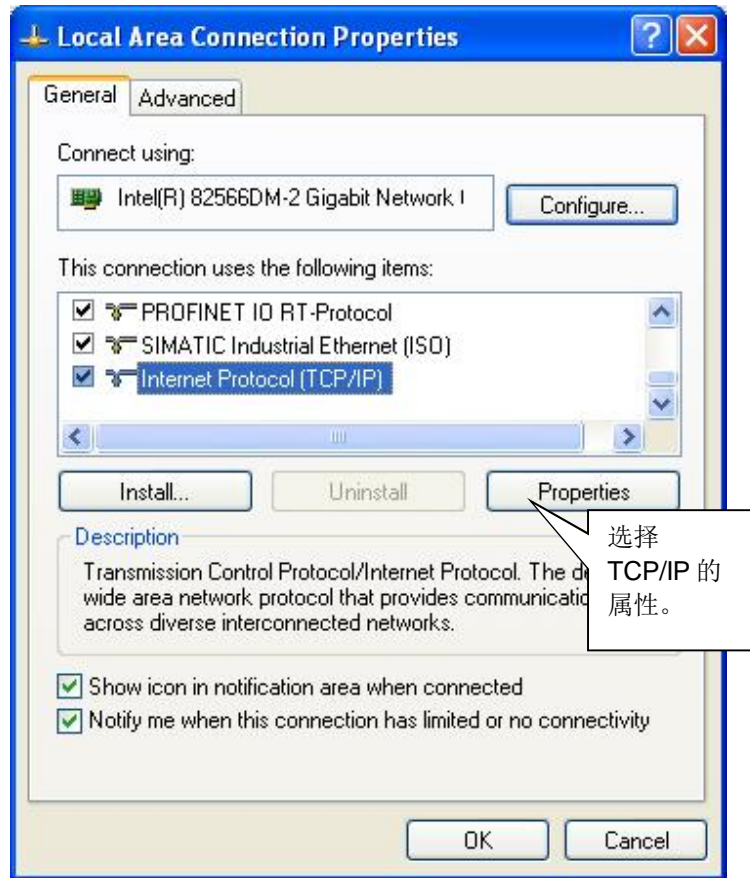 Local Area Connection Properties
General Advanced
Connect using:
Intel(R) 82566DM-2 Gigabit Network
Configure...
This connection uses the following items:
PROFINET IO RT-Protocol
SIMATIC Industrial Ethernet (ISO)
Internet Protocol (TCP/IP)
Install... Uninstall Properties
Description
Transmission Control Protocol/Internet Protocol. The
wide area network protocol that provides
across diverse interconnected networks.
选择
TCP/IP 的
属性。
Show icon in notification area when connected
Notify me when this connection has limited or no connectivity
OK Cancel